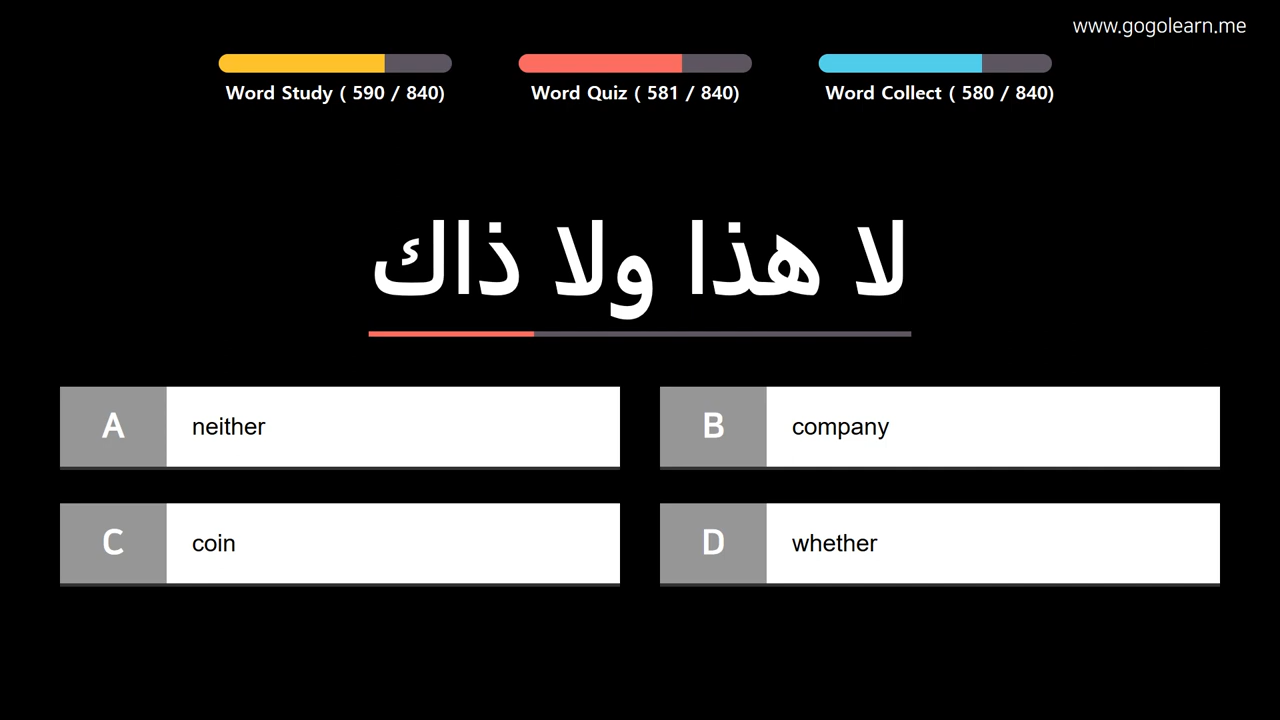 www.gogolearn.me
Word Study ( 590 / 840)
Word Quiz ( 581 / 840)
Word Collect ( 580 / 840)
لا هذا ولا ذاك
A neither
B company
C coin
D whether